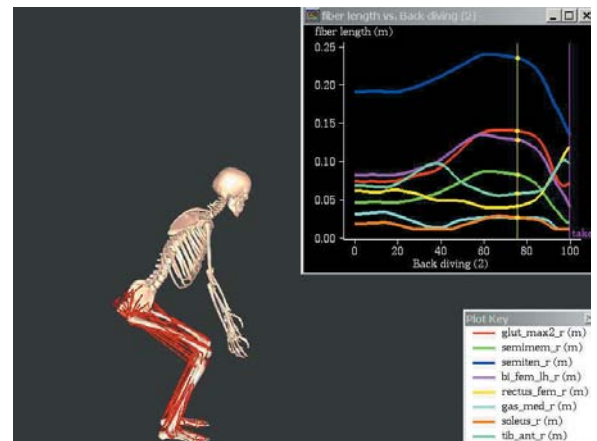 fiber length vs. Back diving (2)
fiber length (m)
0.25
0.20
0.15
0.10
0.05
0.00
take
0 20 40 60 80 100
Back diving (2)
Plot Key
glut_max2_r (m)
semimem_r (m)
semiten_r (m)
bi_fem_lh_r (m)
rectus_fem_r (m)
gas_med_r (m)
soleus_r (m)
tib_ant_r (m)